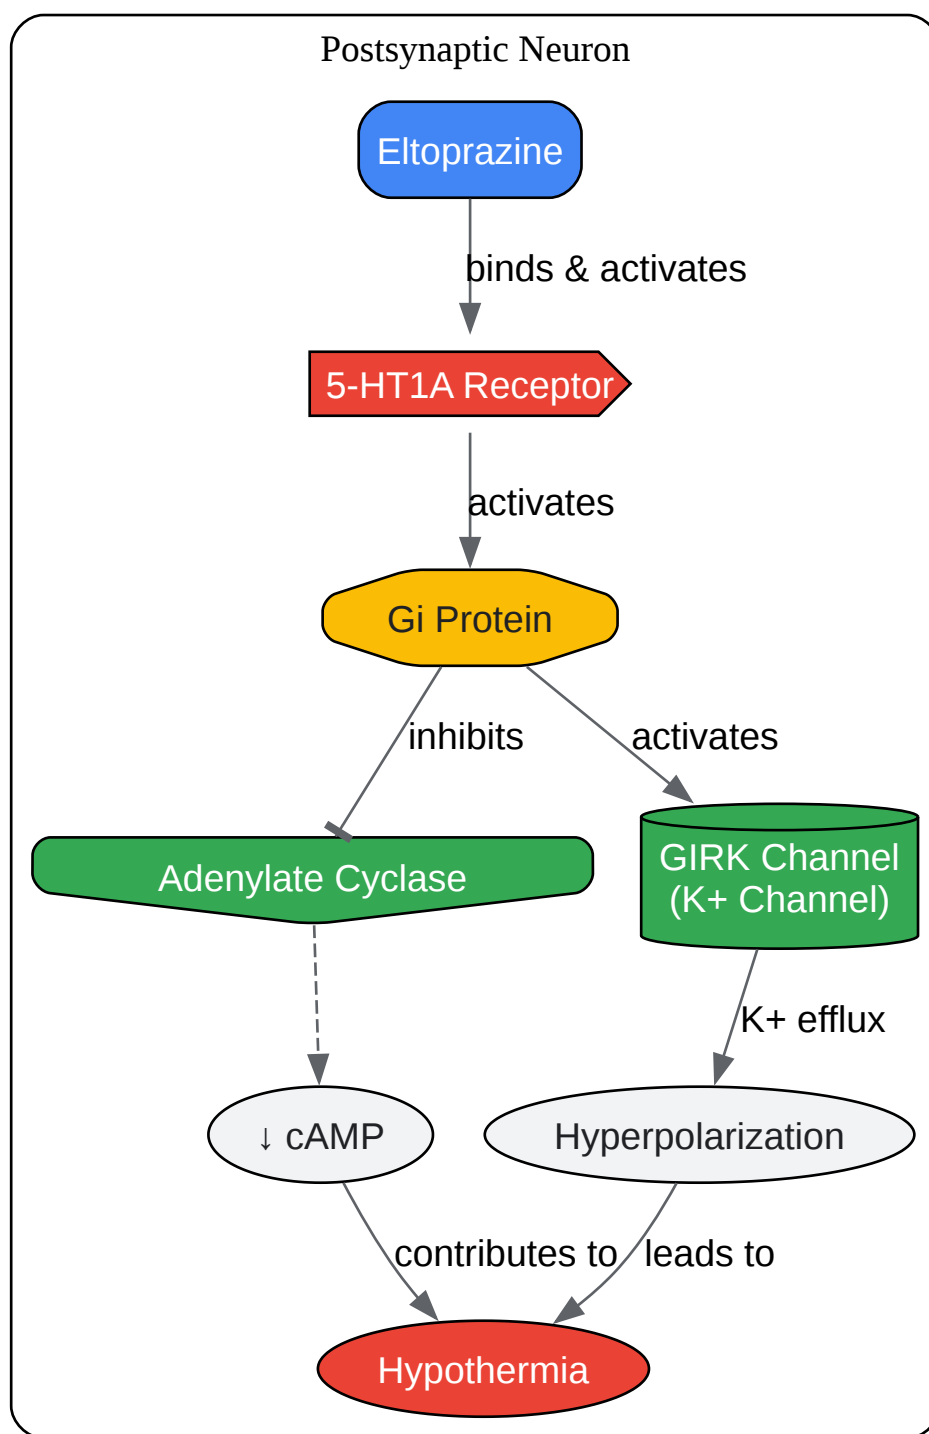 Postsynaptic Neuron
Eltoprazine
binds & activates
5-HT1A Receptor
activates
Gi Protein
inhibits
activates
Adenylate Cyclase
GIRK Channel
(K+ Channel)
K+ efflux
↓ cAMP
Hyperpolarization
contributes to
leads to
Hypothermia